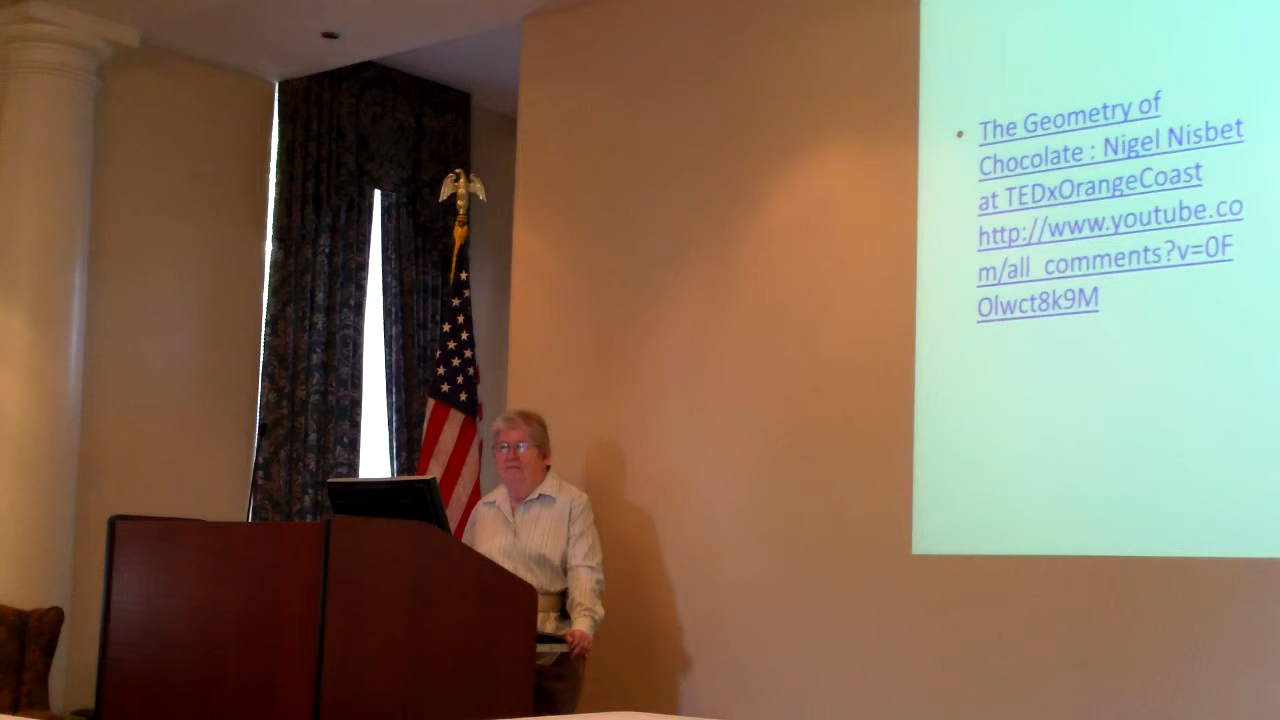 • The Geometry of
Chocolate : Nigel Nisbet
at TEDxOrangeCoast
http://www.youtube.co
m/all_comments?v=0F
Olwct8k9M